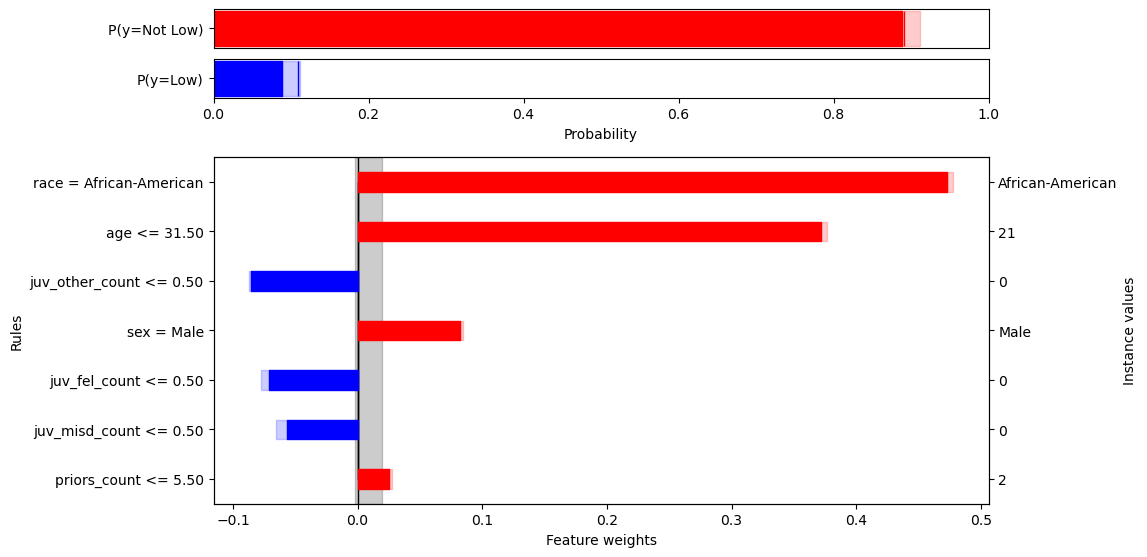 P(y=Not Low)
P(y=Low)
0.0 0.2 0.4 0.6 0.8 1.0
Probability
Rules
race = African-American African-American
age <= 31.50 21
juv_other_count <= 0.50 0
sex = Male Male
juv_fel_count <= 0.50 0
juv_misd_count <= 0.50 0
priors_count <= 5.50 2
Instance values
−0.1 0.0 0.1 0.2 0.3 0.4 0.5
Feature weights